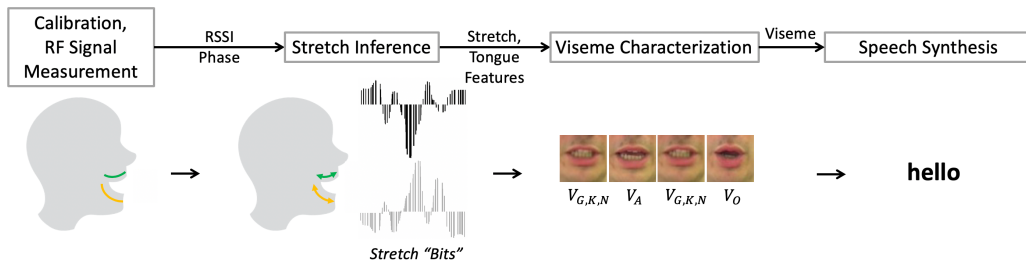 Calibration,
RF Signal
Measurement
RSSI
Phase
Stretch Inference
Stretch,
Tongue
Features
Viseme Characterization
Viseme
Speech Synthesis
Stretch “Bits”
V_{G,K,N} V_A V_{G,K,N} V_O
hello